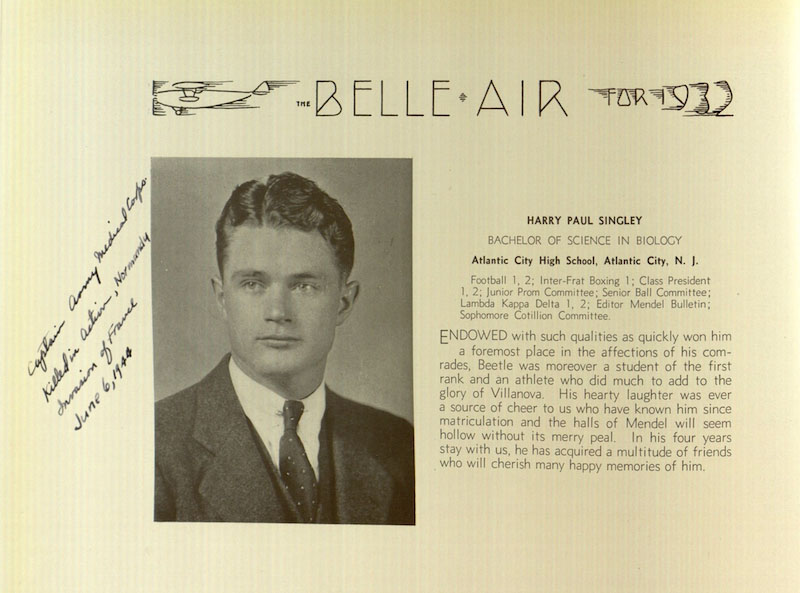 THE BELLE AIR FOR 1932
Captain Army Medical Corps.
Killed in action, Normandy
Invasion of France
June 6, 1944
HARRY PAUL SINGLEY
BACHELOR OF SCIENCE IN BIOLOGY
Atlantic City High School, Atlantic City, N. J.
Football 1, 2; Inter-Frat Boxing 1; Class President
1, 2; Junior Prom Committee; Senior Ball Committee;
Lambda Kappa Delta 1, 2; Editor Mendel Bulletin;
Sophomore Cotillion Committee.
ENDOWED with such qualities as quickly won him
a foremost place in the affections of his com-
rades, Beetle was moreover a student of the first
rank and an athlete who did much to add to the
glory of Villanova. His hearty laughter was ever
a source of cheer to us who have known him since
matriculation and the halls of Mendel will seem
hollow without its merry peal. In his four years
stay with us, he has acquired a multitude of friends
who will cherish many happy memories of him.